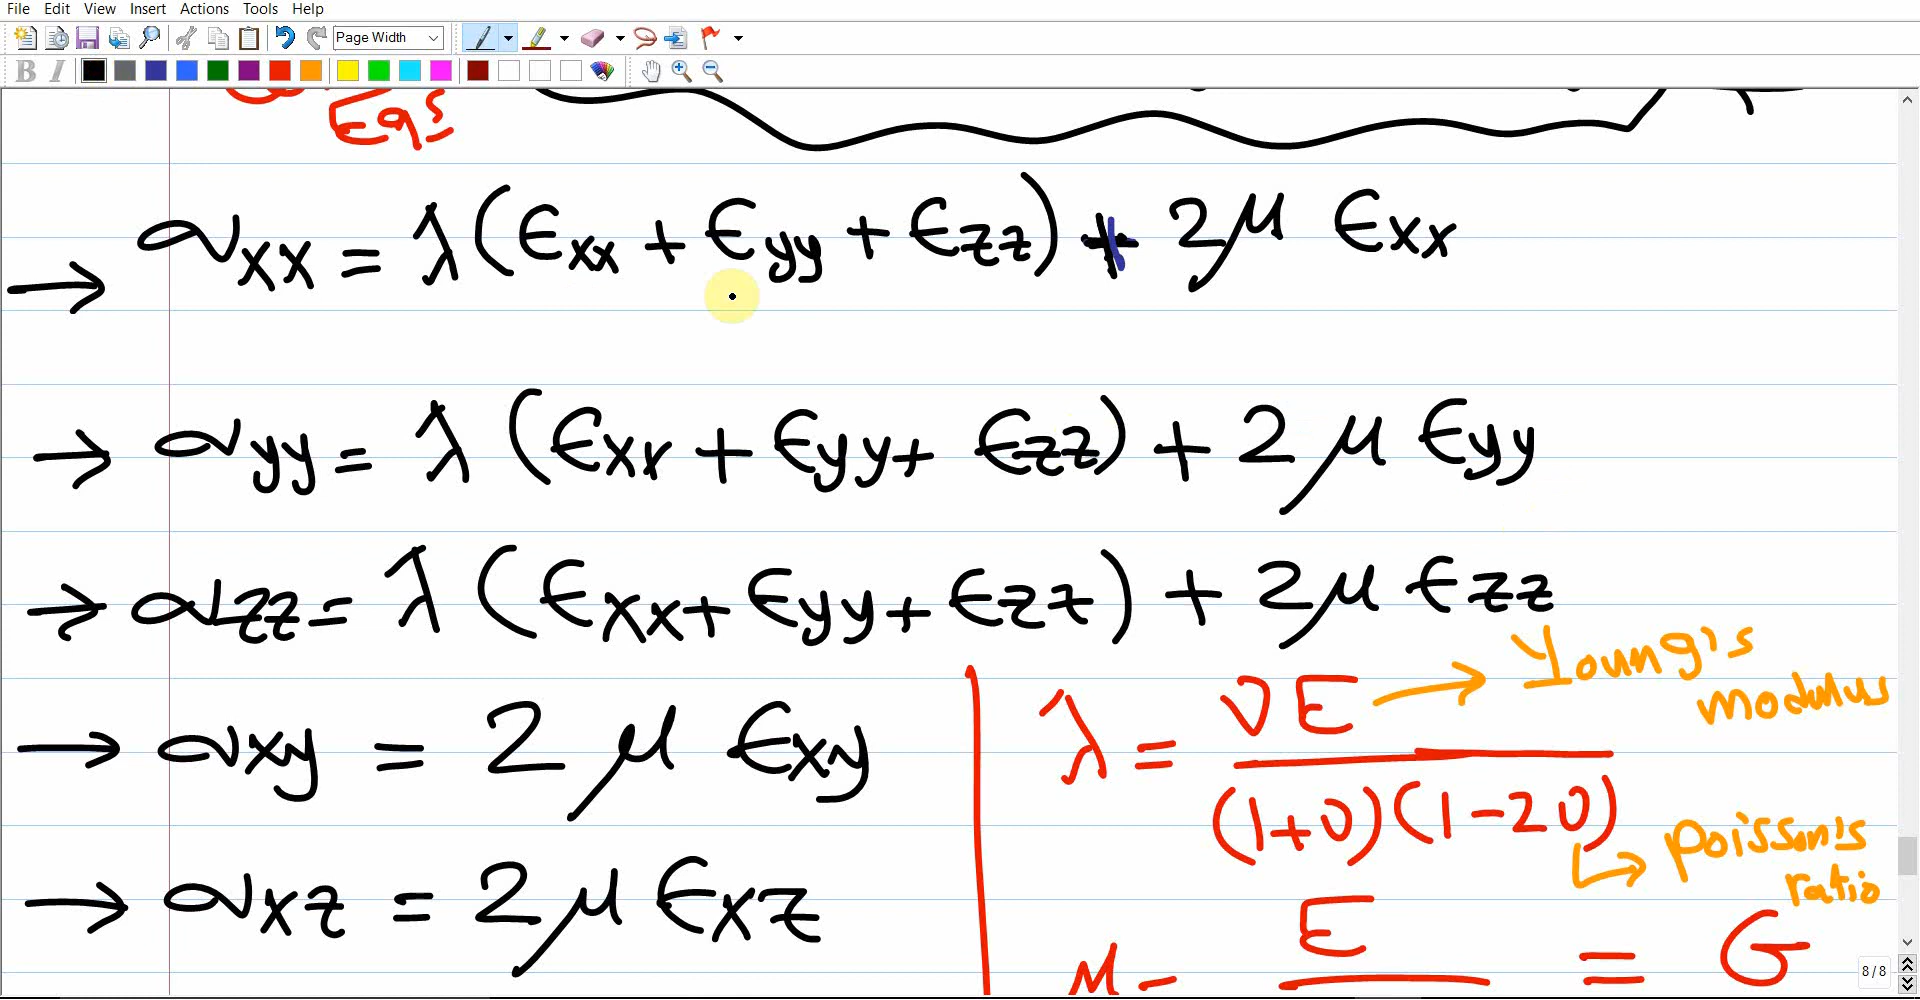 File Edit View Insert Actions Tools Help
Page Width
B I
Eqs
→ σxx = λ(ϵxx + ϵyy + ϵzz) + 2μ ϵxx
→ σyy = λ (ϵxx + ϵyy + ϵzz) + 2μ ϵyy
→ σzz = λ (ϵxx + ϵyy + ϵzz) + 2μ ϵzz
→ σxy = 2μ ϵxy
→ σxz = 2μ ϵxz
λ = νE → Young's
modulus
(1+ν)(1-2ν)
Poisson's
ratio
μ = E = G
8 / 8